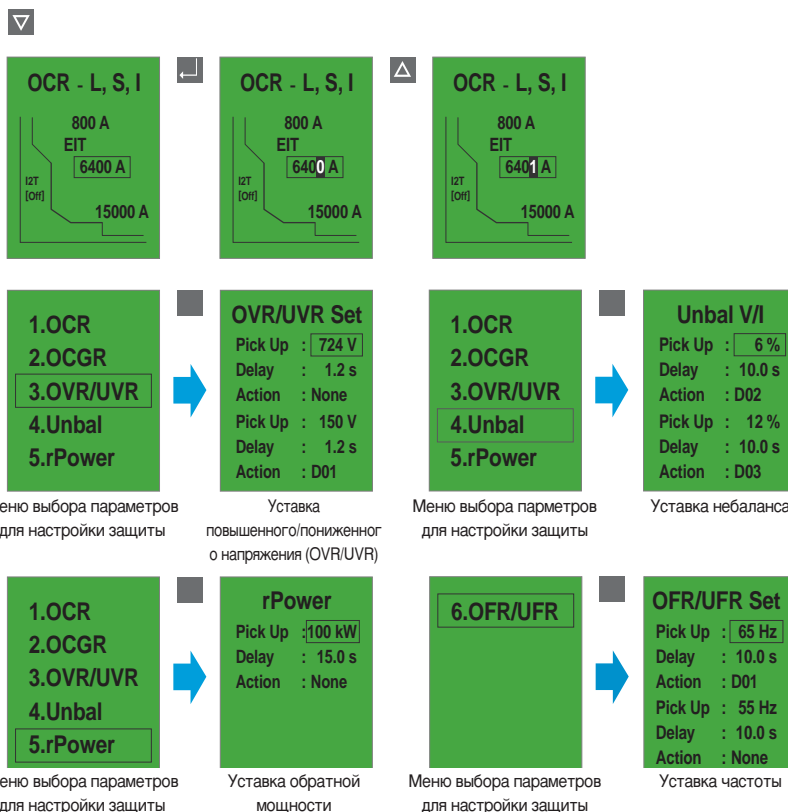 OCR - L, S, I
800 A
EIT
6400 A
I2T
[Off]
15000 A
OCR - L, S, I
800 A
EIT
6400 A
I2T
[Off]
15000 A
OCR - L, S, I
800 A
EIT
6401 A
I2T
[Off]
15000 A
1.OCR
2.OCGR
3.OVR/UVR
4.Unbal
5.rPower
еню выбора параметров
для настройки защиты
OVR/UVR Set
Pick Up : 724 V
Delay : 1.2 s
Action : None
Pick Up : 150 V
Delay : 1.2 s
Action : D01
Уставка
повышенного/пониженног
о напряжения (OVR/UVR)
1.OCR
2.OCGR
3.OVR/UVR
4.Unbal
5.rPower
Меню выбора парметров
для настройки защиты
Unbal V/I
Pick Up : 6 %
Delay : 10.0 s
Action : D02
Pick Up : 12 %
Delay : 10.0 s
Action : D03
Уставка небаланса
1.OCR
2.OCGR
3.OVR/UVR
4.Unbal
5.rPower
еню выбора параметров
для настройки защиты
rPower
Pick Up :100 kW
Delay : 15.0 s
Action : None
Уставка обратной
мощности
6.OFR/UFR
Меню выбора параметров
для настройки защиты
OFR/UFR Set
Pick Up : 65 Hz
Delay : 10.0 s
Action : D01
Pick Up : 55 Hz
Delay : 10.0 s
Action : None
Уставка частоты